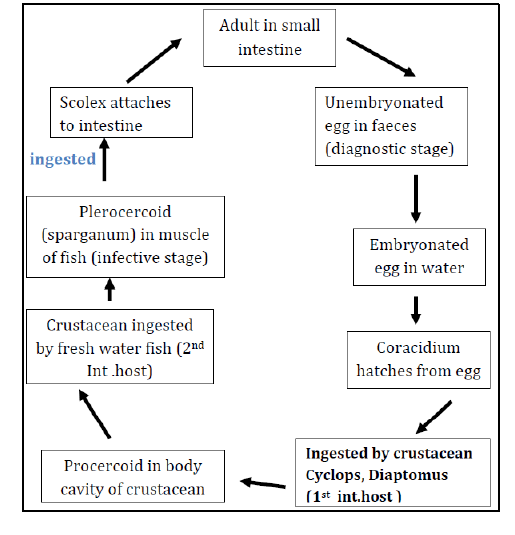 Adult in small
intestine
Unembryonated
egg in faeces
(diagnostic stage)
Embryonated
egg in water
Coracidium
hatches from egg
Ingested by crustacean
Cyclops, Diaptomus
(1st int.host )
Procercoid in body
cavity of crustacean
Crustacean ingested
by fresh water fish (2nd
Int .host)
Plerocercoid
(sparganum) in muscle
of fish (infective stage)
ingested
Scolex attaches
to intestine